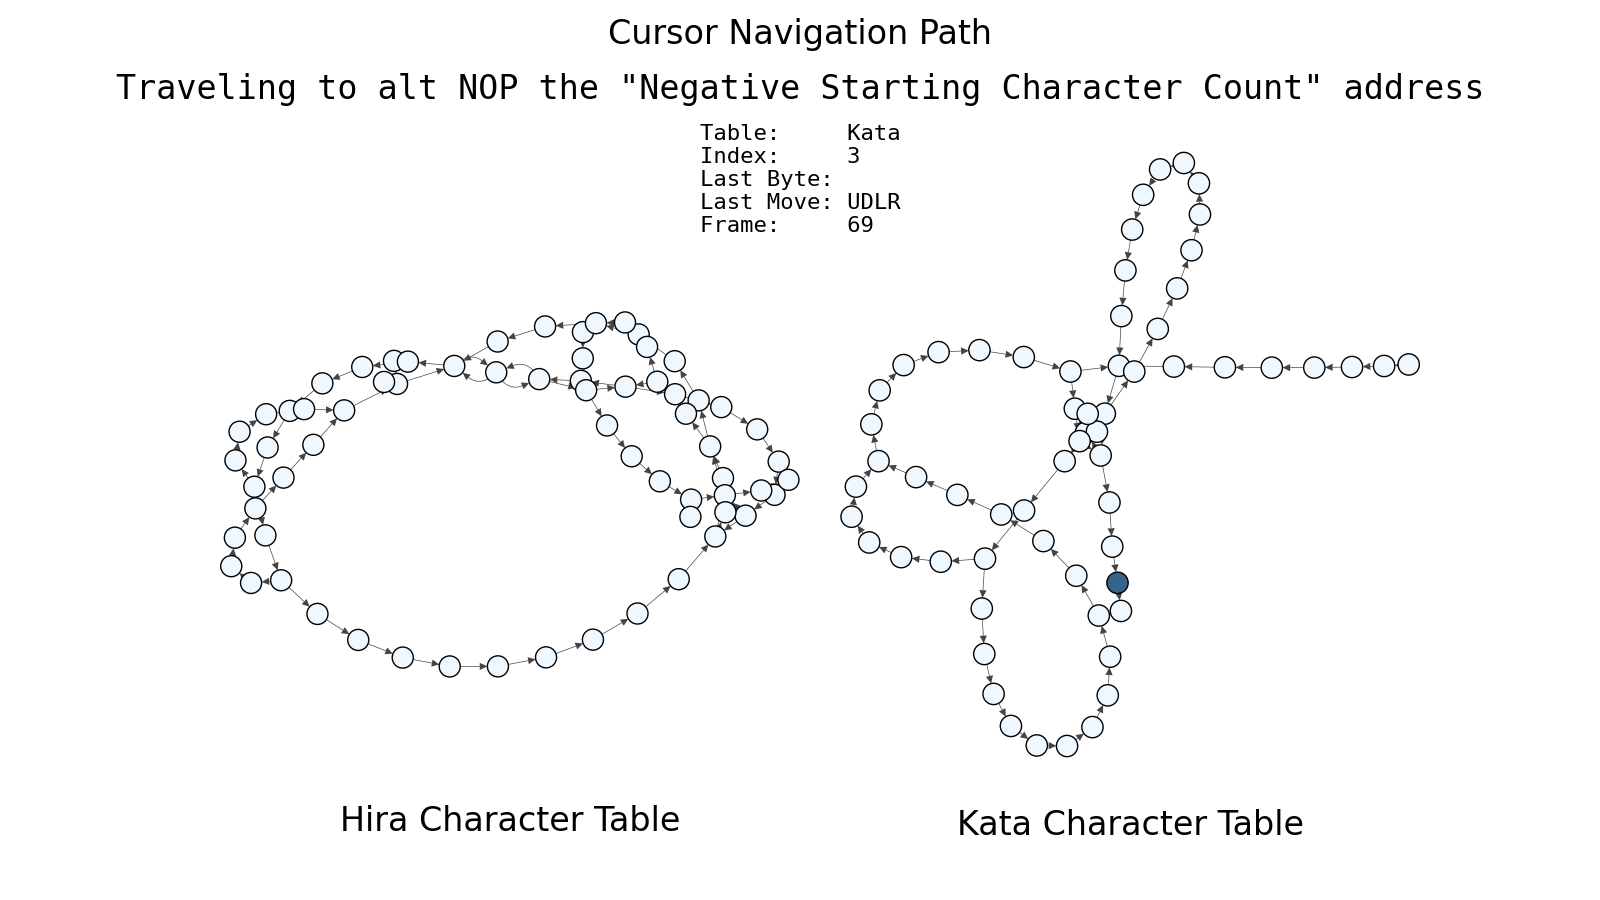 Cursor Navigation Path
Traveling to alt NOP the "Negative Starting Character Count" address
Table: Kata
Index: 3
Last Byte:
Last Move: UDLR
Frame: 69
Hira Character Table
Kata Character Table